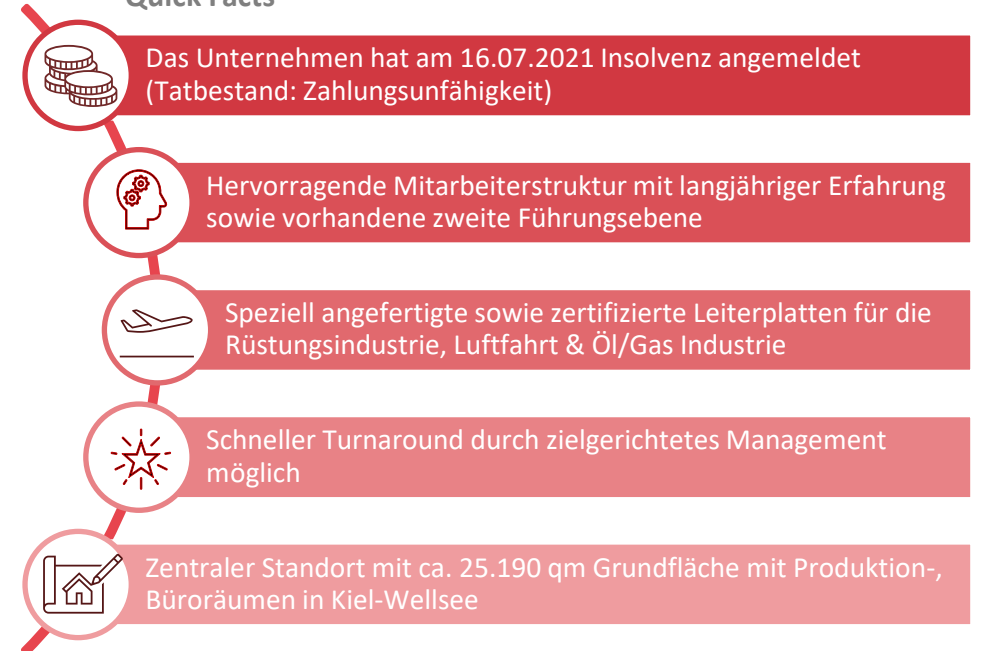 Quick Facts
Das Unternehmen hat am 16.07.2021 Insolvenz angemeldet
(Tatbestand: Zahlungsunfähigkeit)
Hervorragende Mitarbeiterstruktur mit langjähriger Erfahrung
sowie vorhandene zweite Führungsebene
Speziell angefertigte sowie zertifizierte Leiterplatten für die
Rüstungsindustrie, Luftfahrt & Öl/Gas Industrie
Schneller Turnaround durch zielgerichtetes Management
möglich
Zentraler Standort mit ca. 25.190 qm Grundfläche mit Produktion-,
Büroräumen in Kiel-Wellsee